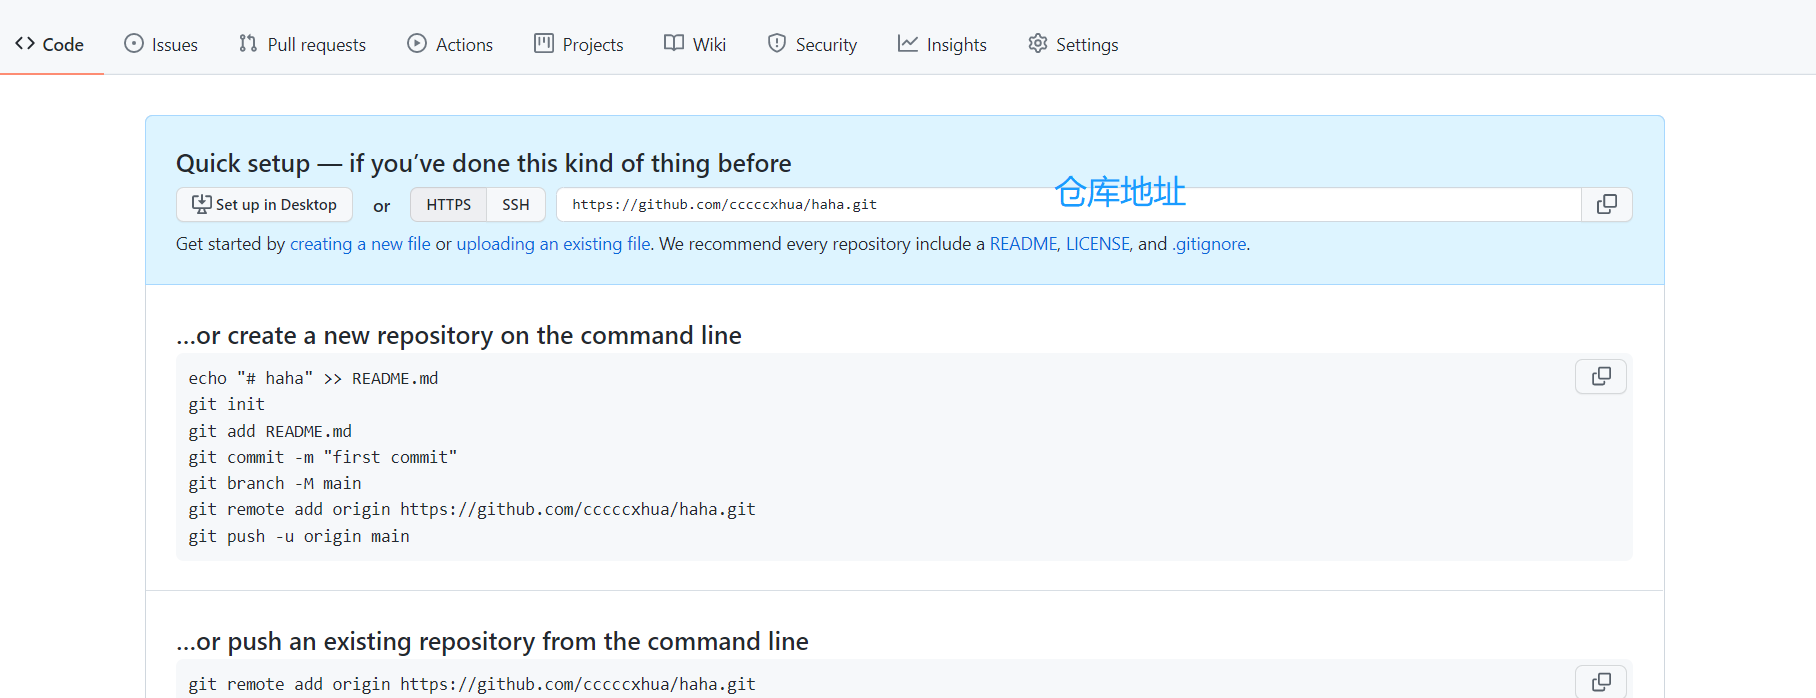 Code Issues Pull requests Actions Projects Wiki Security Insights Settings
Quick setup — if you’ve done this kind of thing before
仓库地址
Set up in Desktop or HTTPS SSH https://github.com/cccccxhua/haha.git
Get started by creating a new file or uploading an existing file. We recommend every repository include a README, LICENSE, and .gitignore.
…or create a new repository on the command line
echo "# haha" >> README.md
git init
git add README.md
git commit -m "first commit"
git branch -M main
git remote add origin https://github.com/cccccxhua/haha.git
git push -u origin main
…or push an existing repository from the command line
git remote add origin https://github.com/cccccxhua/haha.git